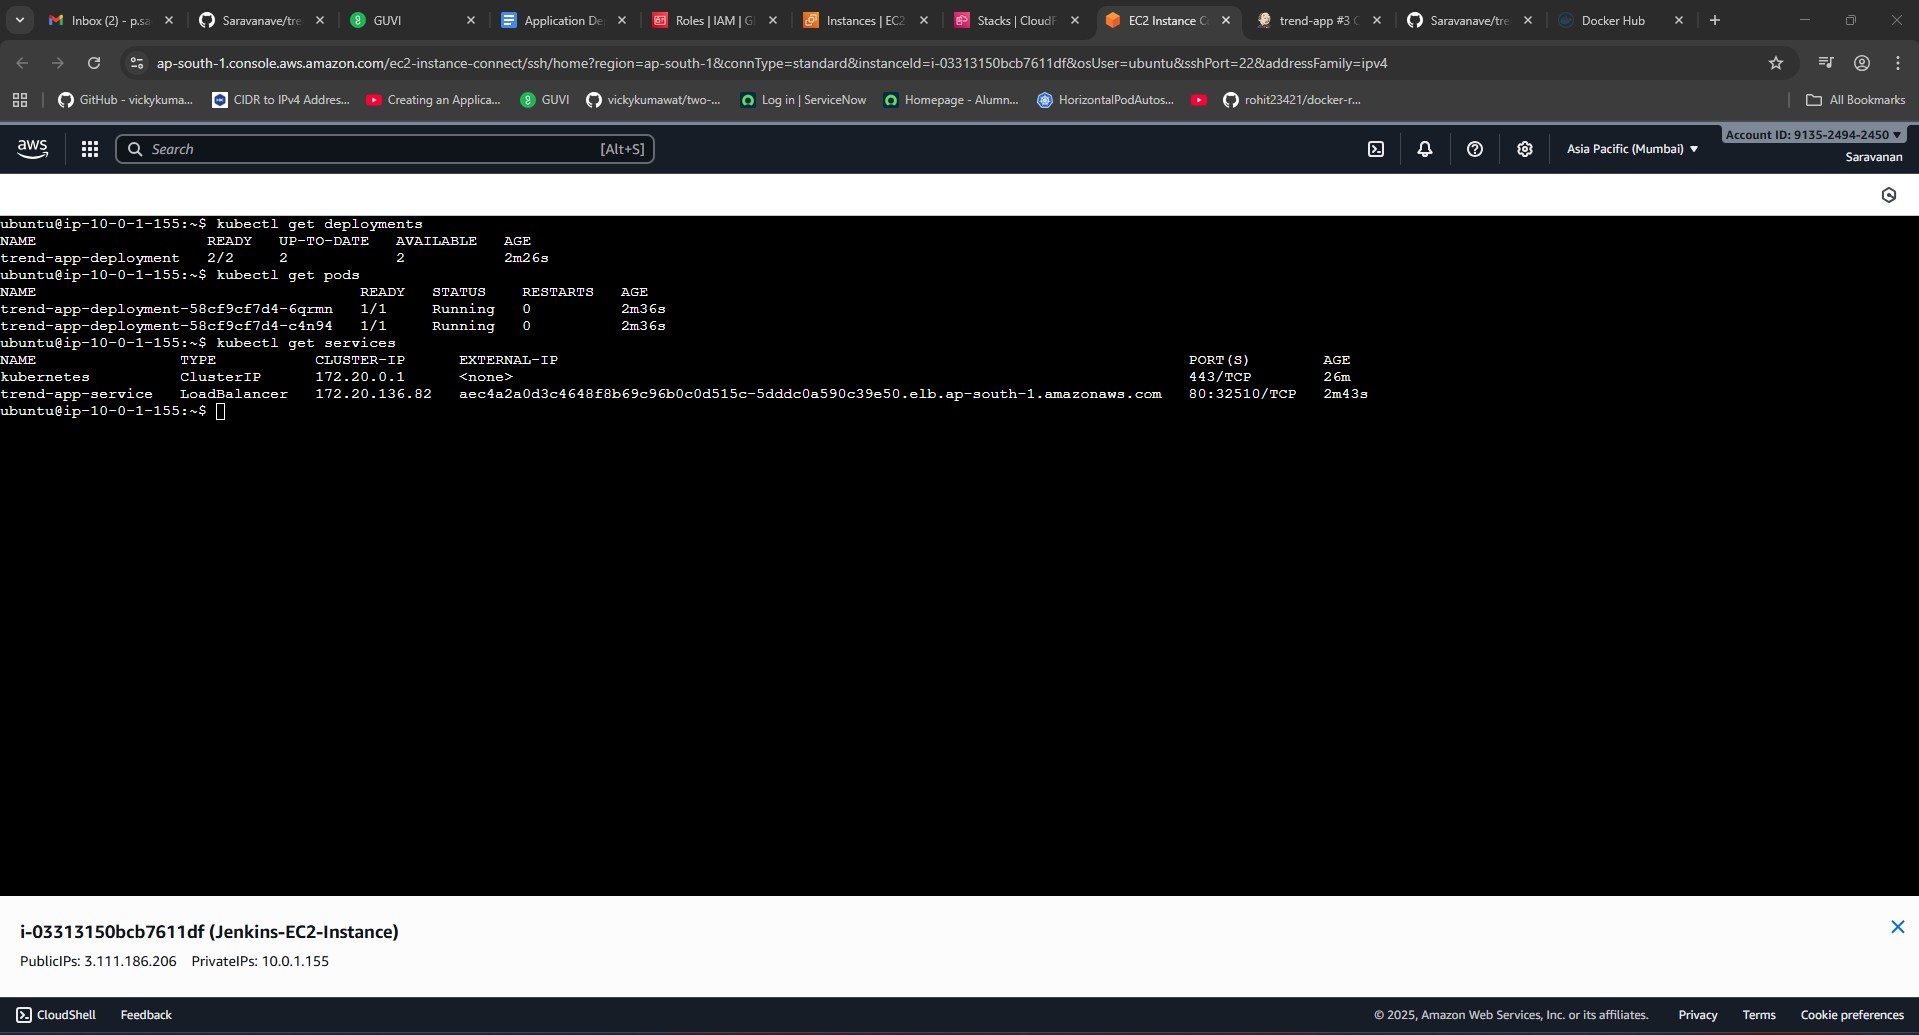 Inbox (2) - p.sa
Saravanave/tre
GUVI
Application De
Roles | IAM | Gl
Instances | EC2
Stacks | CloudF
EC2 Instance C
trend-app #3 C
Saravanave/tre
Docker Hub
ap-south-1.console.aws.amazon.com/ec2-instance-connect/ssh/home?region=ap-south-1&connType=standard&instanceId=i-03313150bcb7611df&osUser=ubuntu&sshPort=22&addressFamily=ipv4
GitHub - vickykuma...
CIDR to IPv4 Addres...
Creating an Applica...
GUVI
vickykumawat/two-...
Log in | ServiceNow
Homepage - Alumn...
HorizontalPodAutos...
rohit23421/docker-r...
All Bookmarks
aws
Search [Alt+S]
Asia Pacific (Mumbai)
Account ID: 9135-2494-2450
Saravanan
ubuntu@ip-10-0-1-155:~$ kubectl get deployments
NAME READY UP-TO-DATE AVAILABLE AGE
trend-app-deployment 2/2 2 2 2m26s
ubuntu@ip-10-0-1-155:~$ kubectl get pods
NAME READY STATUS RESTARTS AGE
trend-app-deployment-58cf9cf7d4-6qrmn 1/1 Running 0 2m36s
trend-app-deployment-58cf9cf7d4-c4n94 1/1 Running 0 2m36s
ubuntu@ip-10-0-1-155:~$ kubectl get services
NAME TYPE CLUSTER-IP EXTERNAL-IP PORT(S) AGE
kubernetes ClusterIP 172.20.0.1 <none> 443/TCP 26m
trend-app-service LoadBalancer 172.20.136.82 aec4a2a0d3c4648f8b69c96b0c0d515c-5dddc0a590c39e50.elb.ap-south-1.amazonaws.com 80:32510/TCP 2m43s
ubuntu@ip-10-0-1-155:~$
i-03313150bcb7611df (Jenkins-EC2-Instance)
PublicIPs: 3.111.186.206 PrivateIPs: 10.0.1.155
CloudShell
Feedback
© 2025, Amazon Web Services, Inc. or its affiliates.
Privacy
Terms
Cookie preferences